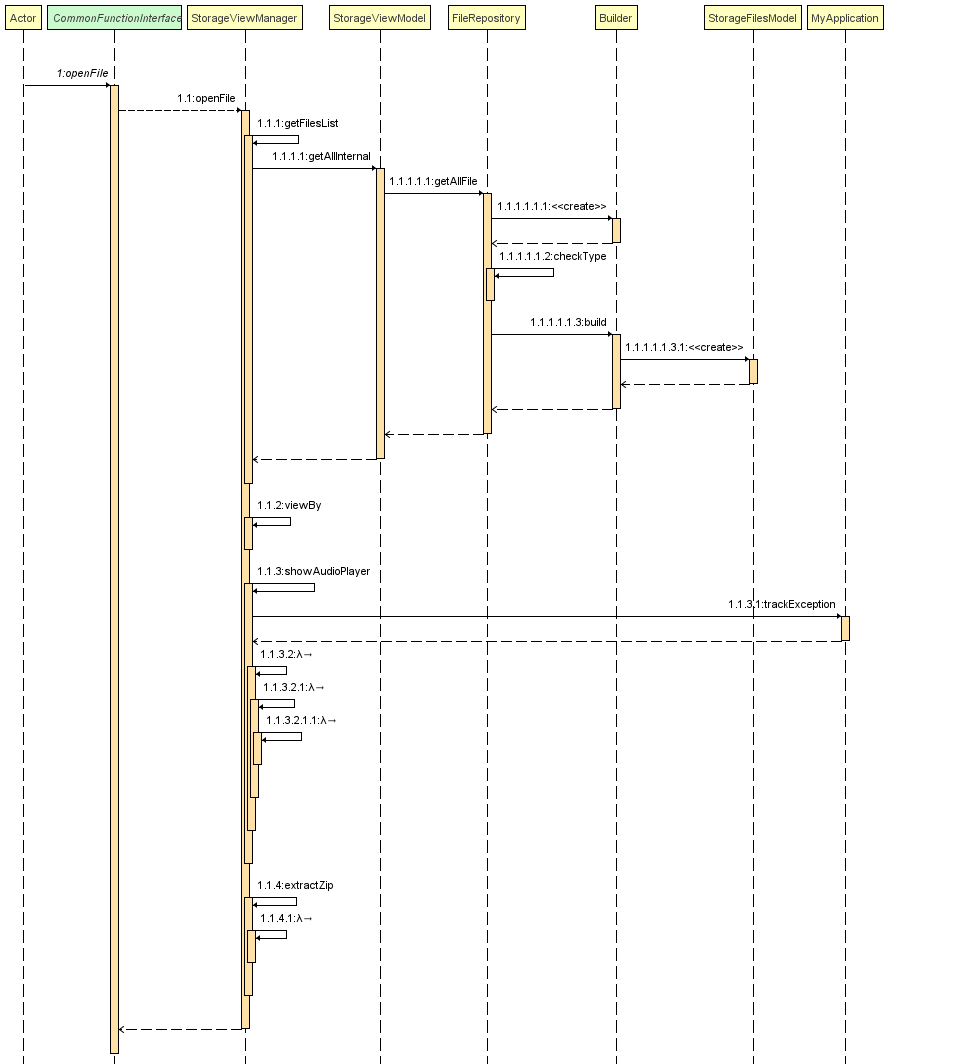 Actor CommonFunctionInterface StorageViewManager StorageViewModel FileRepository Builder StorageFilesModel MyApplication
1:openFile
1.1:openFile
1.1.1:getFilesList
1.1.1.1:getAllInternal
1.1.1.1.1:getAllFile
1.1.1.1.1.1:<<create>>
1.1.1.1.1.2:checkType
1.1.1.1.1.3:build
1.1.1.1.1.3.1:<<create>>
1.1.2:viewBy
1.1.3:showAudioPlayer
1.1.3.1:trackException
1.1.3.2:λ→
1.1.3.2.1:λ→
1.1.3.2.1.1:λ→
1.1.4:extractZip
1.1.4.1:λ→